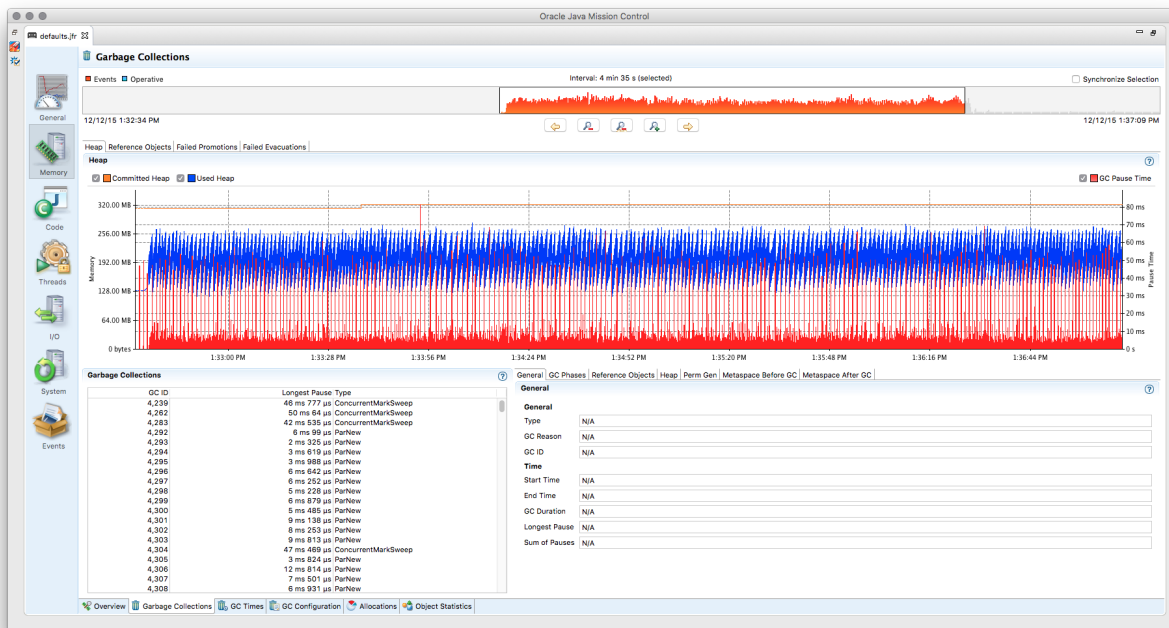 Oracle Java Mission Control
defaults.jfr
Garbage Collections
Events Operative
Interval: 4 min 35 s (selected)
Synchronize Selection
12/12/15 1:32:34 PM
12/12/15 1:37:09 PM
General
Memory
Code
Threads
I/O
System
Events
Heap Reference Objects Failed Promotions Failed Evacuations
Heap
Committed Heap Used Heap
GC Pause Time
320.00 MB
256.00 MB
192.00 MB
128.00 MB
64.00 MB
0 bytes
Memory
80 ms
70 ms
60 ms
50 ms
40 ms
30 ms
20 ms
10 ms
0 s
Pause Time
1:33:00 PM 1:33:28 PM 1:33:56 PM 1:34:24 PM 1:34:52 PM 1:35:20 PM 1:35:48 PM 1:36:16 PM 1:36:44 PM
Garbage Collections
GC ID Longest Pause Type
4,239 46 ms 777 µs ConcurrentMarkSweep
4,262 50 ms 64 µs ConcurrentMarkSweep
4,283 42 ms 535 µs ConcurrentMarkSweep
4,292 6 ms 99 µs ParNew
4,293 2 ms 325 µs ParNew
4,294 3 ms 619 µs ParNew
4,295 3 ms 988 µs ParNew
4,296 6 ms 642 µs ParNew
4,297 6 ms 252 µs ParNew
4,298 5 ms 228 µs ParNew
4,299 6 ms 879 µs ParNew
4,300 5 ms 485 µs ParNew
4,301 9 ms 138 µs ParNew
4,302 8 ms 253 µs ParNew
4,303 9 ms 813 µs ParNew
4,304 47 ms 469 µs ConcurrentMarkSweep
4,305 3 ms 824 µs ParNew
4,306 12 ms 814 µs ParNew
4,307 7 ms 501 µs ParNew
4,308 6 ms 931 µs ParNew
General GC Phases Reference Objects Heap Perm Gen Metaspace Before GC Metaspace After GC
General
General
Type N/A
GC Reason N/A
GC ID N/A
Time
Start Time N/A
End Time N/A
GC Duration N/A
Longest Pause N/A
Sum of Pauses N/A
Overview Garbage Collections GC Times GC Configuration Allocations Object Statistics